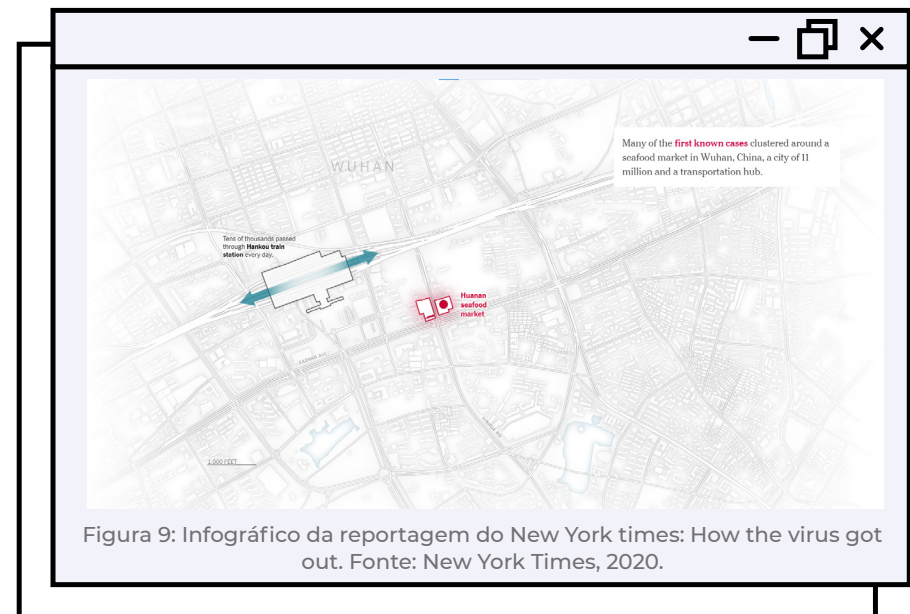 Many of the first known cases clustered around a
seafood market in Wuhan, China, a city of 11
million and a transportation hub.
WUHAN
Tens of thousands passed
through Hankou train
station every day.
Huanan
seafood
market
1,000 FEET
Figura 9: Infográfico da reportagem do New York times: How the virus got
out. Fonte: New York Times, 2020.